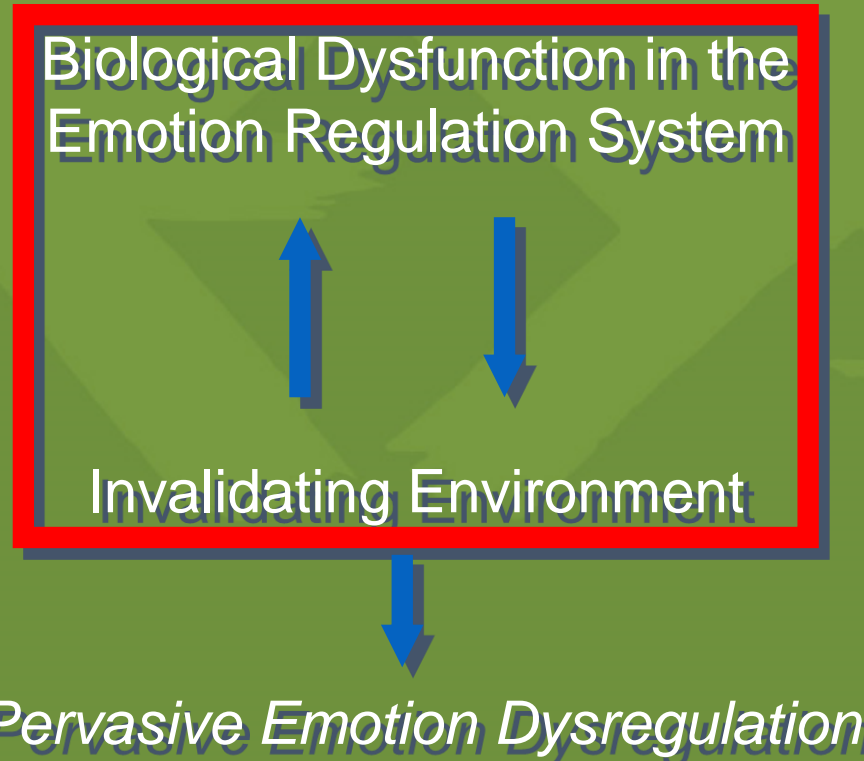 Biological Dysfunction in the
Emotion Regulation System
Invalidating Environment
Pervasive Emotion Dysregulation